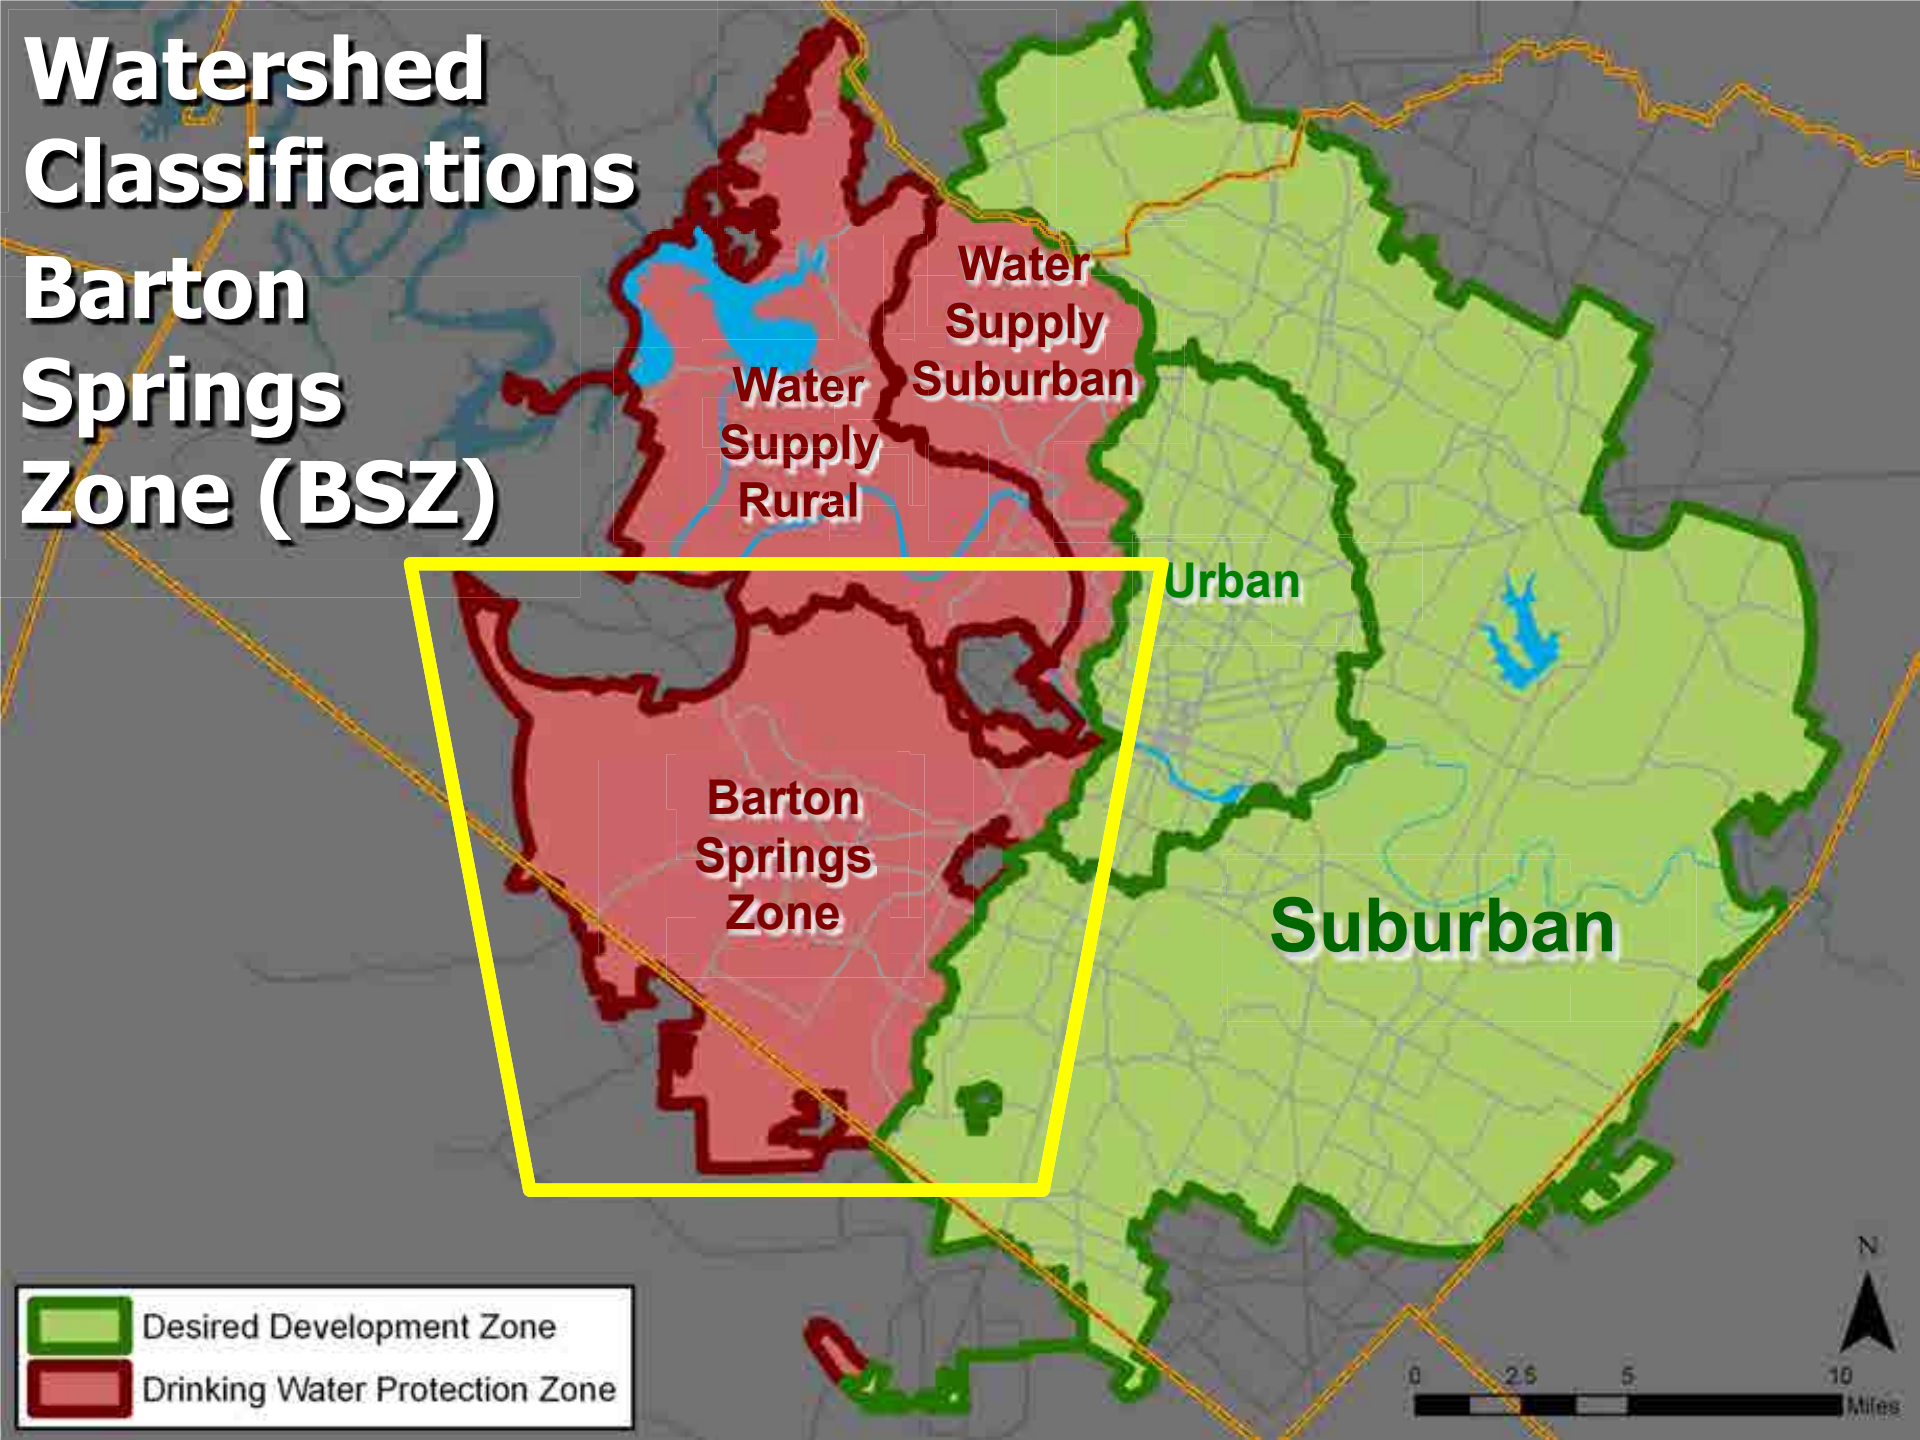 Watershed
Classifications
Barton
Springs
Zone (BSZ)
Water
Supply
Suburban
Water
Supply
Rural
Urban
Barton
Springs
Zone
Suburban
Desired Development Zone
Drinking Water Protection Zone
N
0 2.5 5 10
Miles